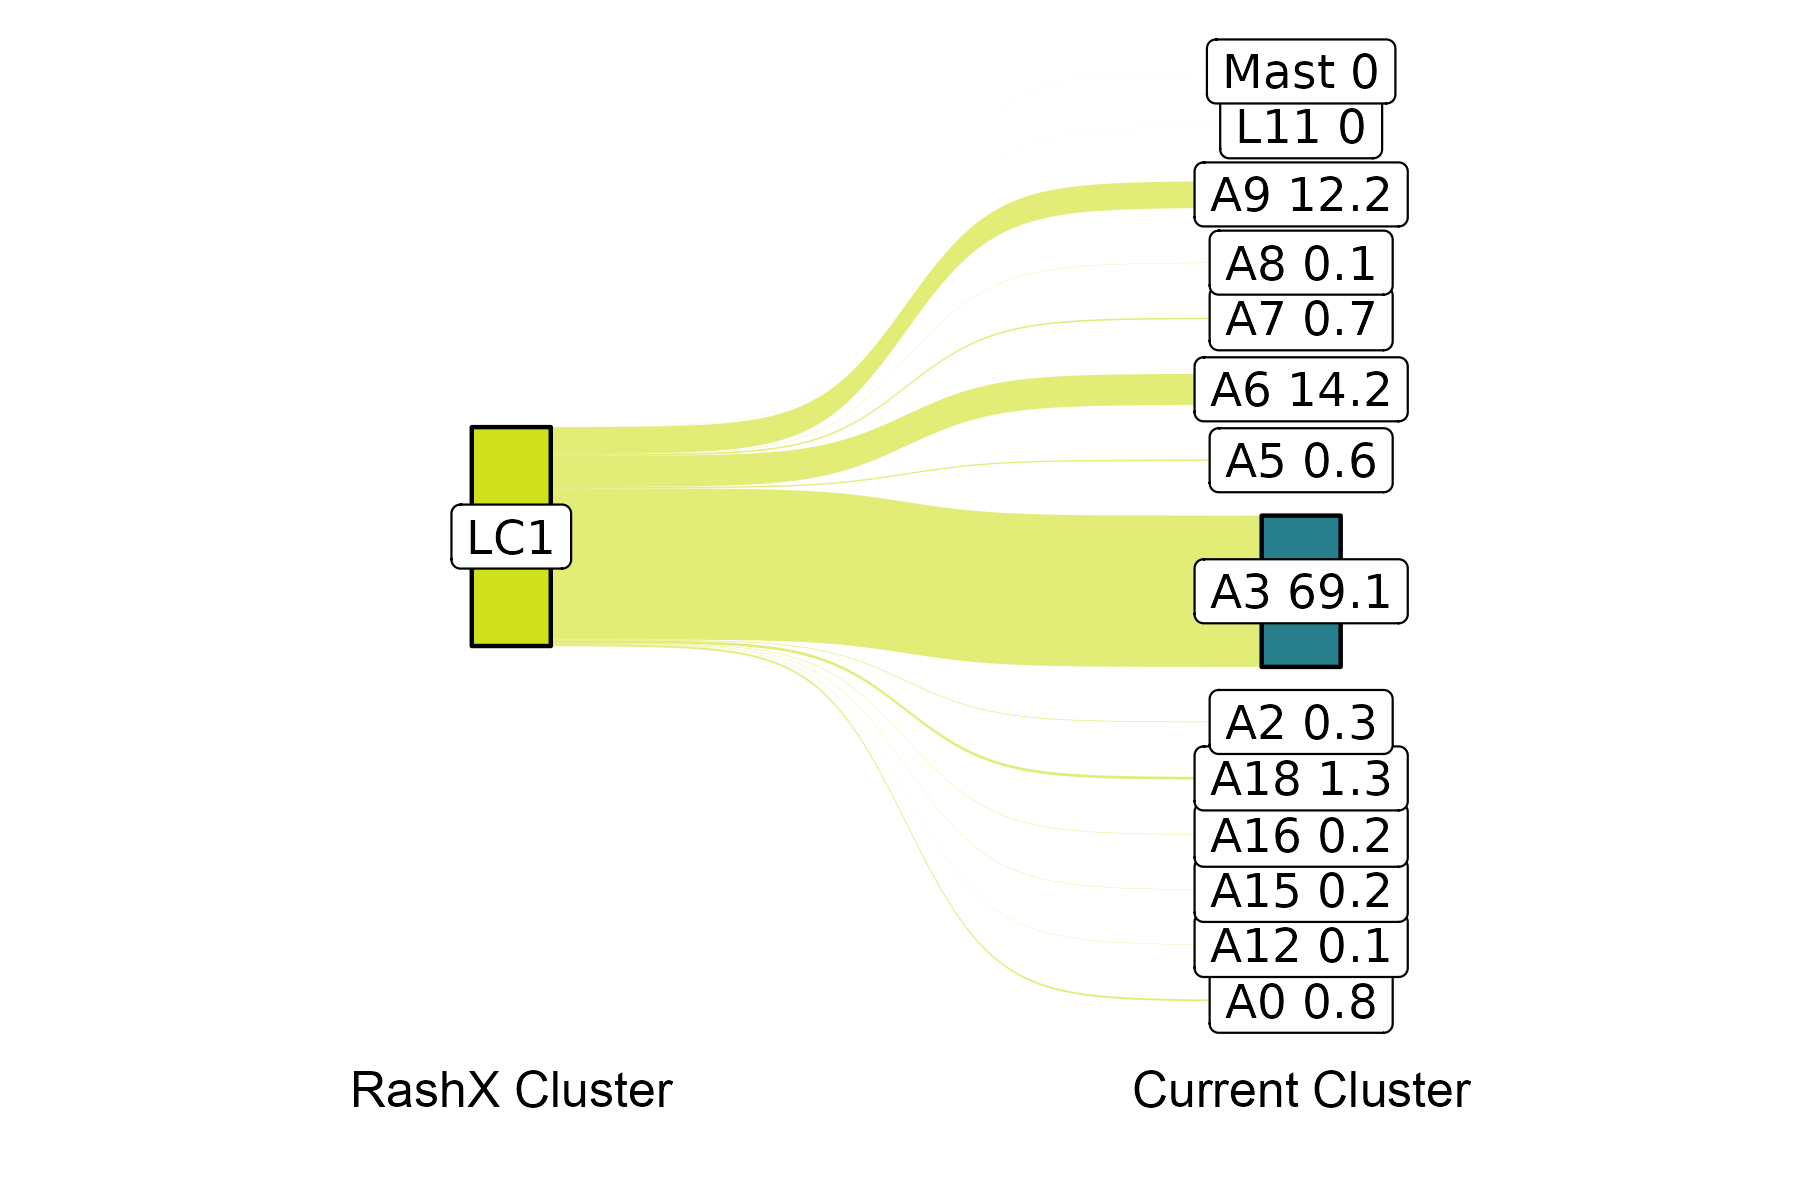 Mast 0
L11 0
A9 12.2
A8 0.1
A7 0.7
A6 14.2
A5 0.6
LC1
A3 69.1
A2 0.3
A18 1.3
A16 0.2
A15 0.2
A12 0.1
A0 0.8
RashX Cluster
Current Cluster